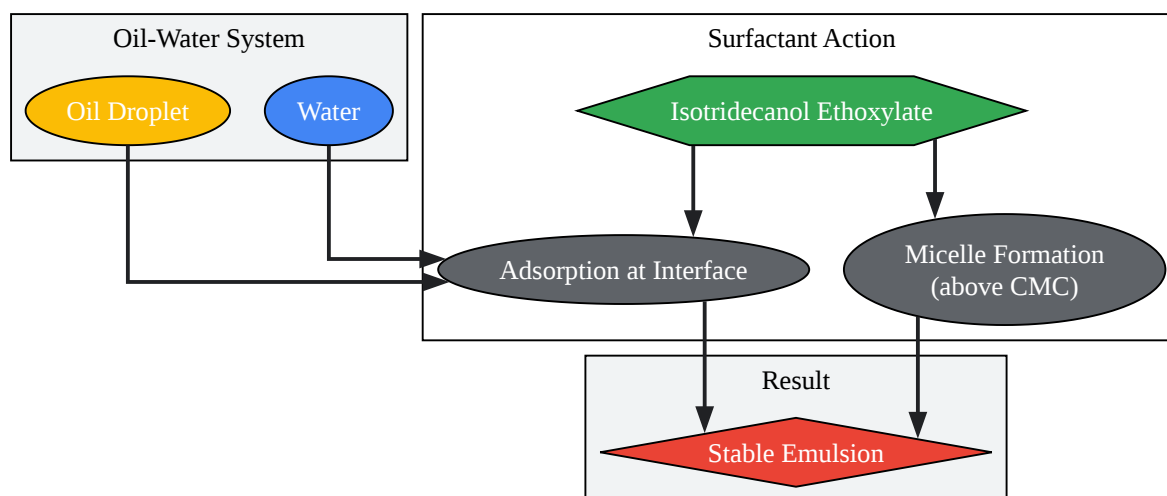 Oil-Water System
Surfactant Action
Oil Droplet
Water
Isotridecanol Ethoxylate
Adsorption at Interface
Micelle Formation
(above CMC)
Result
Stable Emulsion